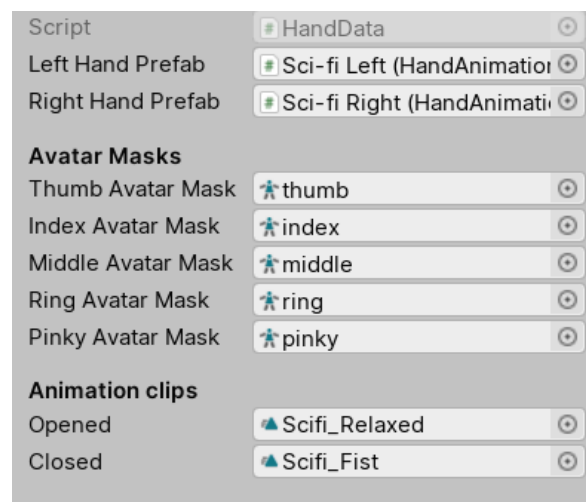 Script HandData
Left Hand Prefab Sci-fi Left (HandAnimation
Right Hand Prefab Sci-fi Right (HandAnimati
Avatar Masks
Thumb Avatar Mask thumb
Index Avatar Mask index
Middle Avatar Mask middle
Ring Avatar Mask ring
Pinky Avatar Mask pinky
Animation clips
Opened Scifi_Relaxed
Closed Scifi_Fist